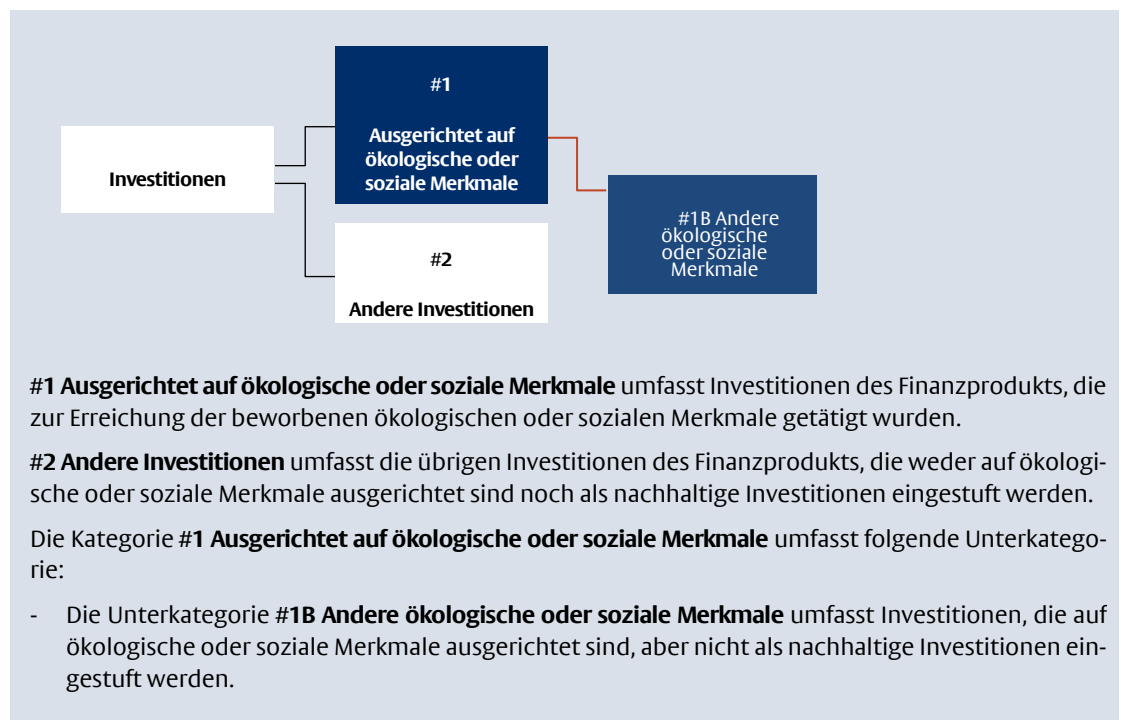 #1
Ausgerichtet auf
ökologische oder
soziale Merkmale
Investitionen
#1B Andere
ökologische
oder soziale
Merkmale
#2
Andere Investitionen
#1 Ausgerichtet auf ökologische oder soziale Merkmale umfasst Investitionen des Finanzprodukts, die
zur Erreichung der beworbenen ökologischen oder sozialen Merkmale getätigt wurden.
#2 Andere Investitionen umfasst die übrigen Investitionen des Finanzprodukts, die weder auf ökologi-
sche oder soziale Merkmale ausgerichtet sind noch als nachhaltige Investitionen eingestuft werden.
Die Kategorie #1 Ausgerichtet auf ökologische oder soziale Merkmale umfasst folgende Unterkatego-
rie:
- Die Unterkategorie #1B Andere ökologische oder soziale Merkmale umfasst Investitionen, die auf
ökologische oder soziale Merkmale ausgerichtet sind, aber nicht als nachhaltige Investitionen ein-
gestuft werden.